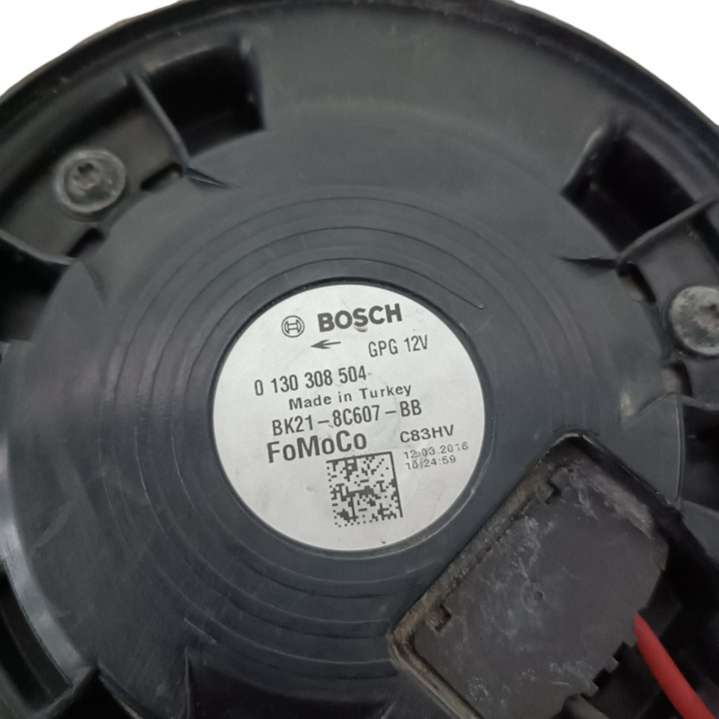 BOSCH
GPG 12V
0 130 308 504
Made in Turkey
BK21-8C607-BB
FoMoCo C83HV
12.03.2016
10:24:59